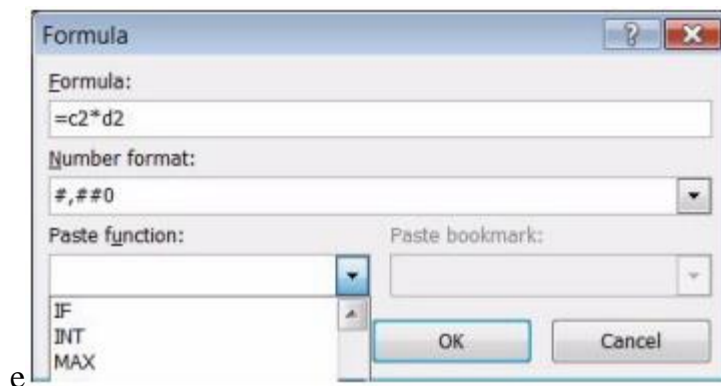 Formula
Formula:
=c2*d2
Number format:
#,##0
Paste function: Paste bookmark:
IF
INT
MAX
OK Cancel
e